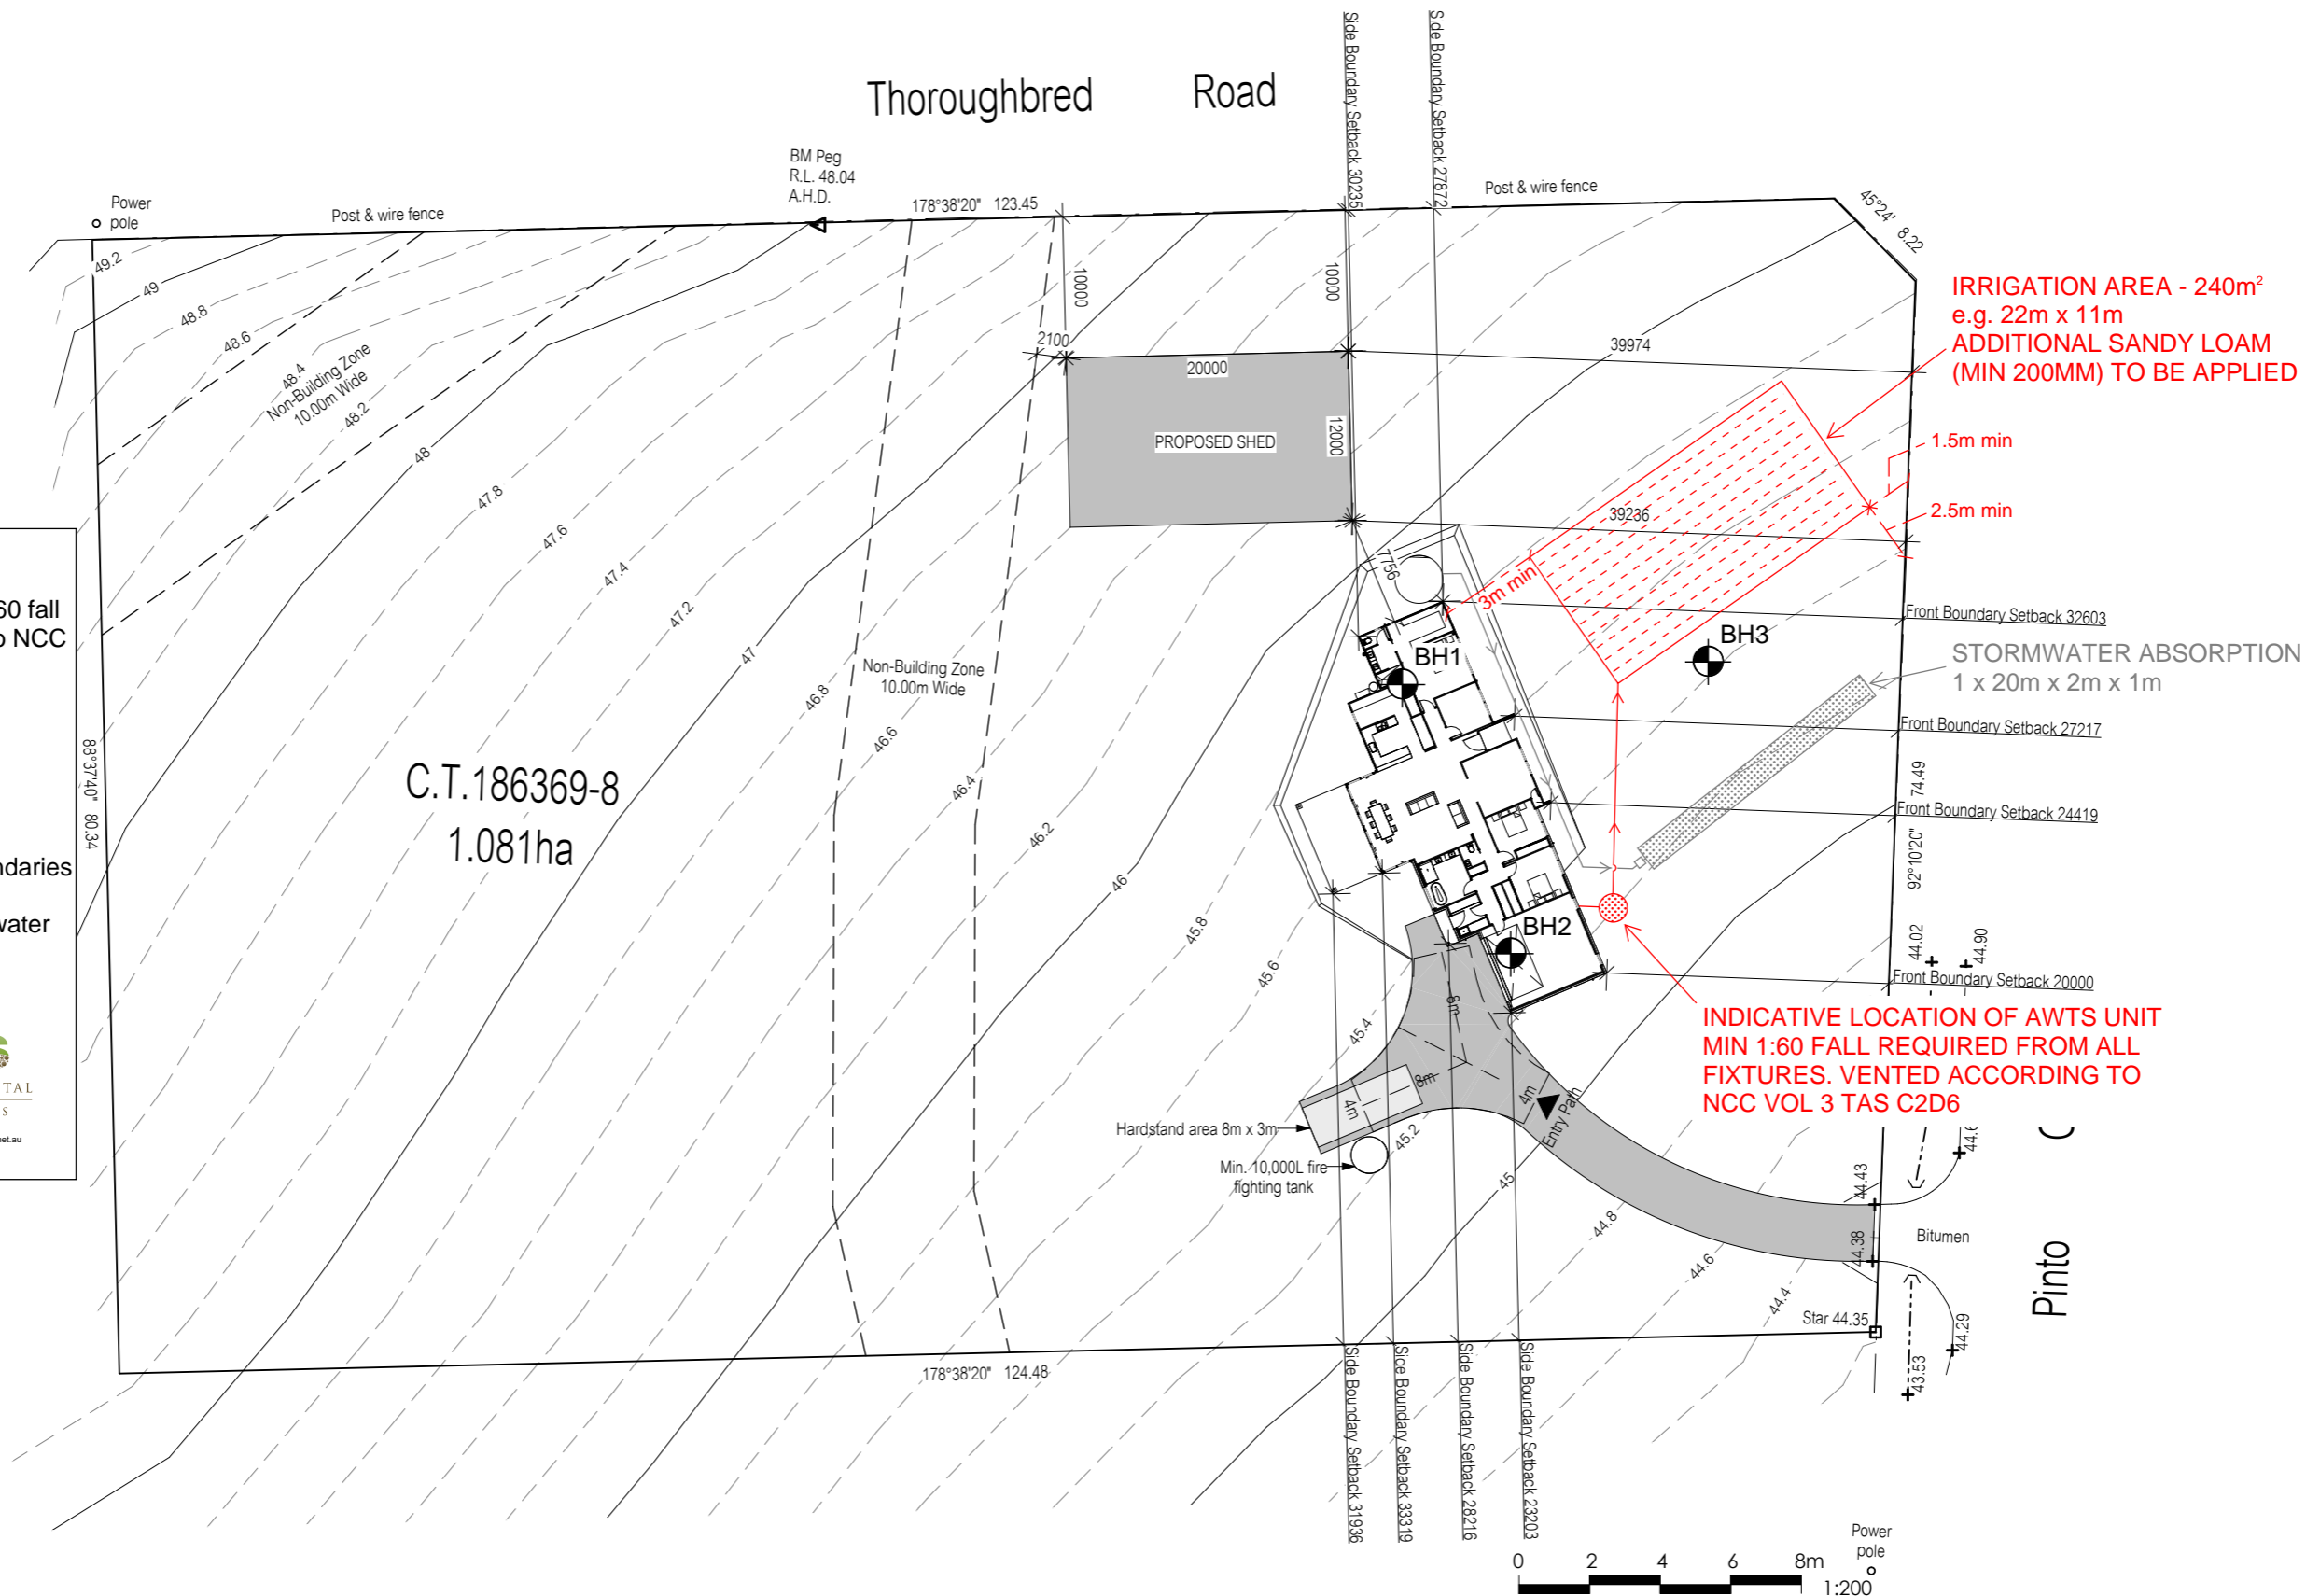 Thoroughbred Road
Side Boundary Setback 30235
Side Boundary Setback 27872
BM Peg
R.L. 48.04
A.H.D.
Power
pole
Post & wire fence
178°38'20" 123.45
Post & wire fence
45°24' 8.22
49.2
49
48.8
48.6
48.4
Non-Building Zone
10.00m Wide
48.2
48
47.8
47.6
47.4
47.2
47
46.8
46.6
46.4
46.2
46
45.8
45.6
45.4
45.2
45
44.8
44.6
44.4
10000
10000
2100
20000
12000
PROPOSED SHED
39974
39236
7756
IRRIGATION AREA - 240m²
e.g. 22m x 11m
ADDITIONAL SANDY LOAM
(MIN 200MM) TO BE APPLIED
1.5m min
2.5m min
3m min
60 fall
NCC
ndaries
water
TAL
S
net.au
88°37'40" 80.34
C.T.186369-8
1.081ha
Non-Building Zone
10.00m Wide
BH1
BH2
BH3
Front Boundary Setback 32603
STORMWATER ABSORPTION
1 x 20m x 2m x 1m
Front Boundary Setback 27217
Front Boundary Setback 24419
92°10'20" 74.49
44.02
44.90
Front Boundary Setback 20000
INDICATIVE LOCATION OF AWTS UNIT
MIN 1:60 FALL REQUIRED FROM ALL
FIXTURES. VENTED ACCORDING TO
NCC VOL 3 TAS C2D6
8m
8m
4m
4m
Entry Path
Hardstand area 8m x 3m
Min. 10,000L fire
fighting tank
44.43
44.38
Bitumen
Pinto C
Star 44.35
44.29
43.53
178°38'20" 124.48
Side Boundary Setback 31936
Side Boundary Setback 33319
Side Boundary Setback 28216
Side Boundary Setback 23203
Power
pole
0 2 4 6 8m
1:200